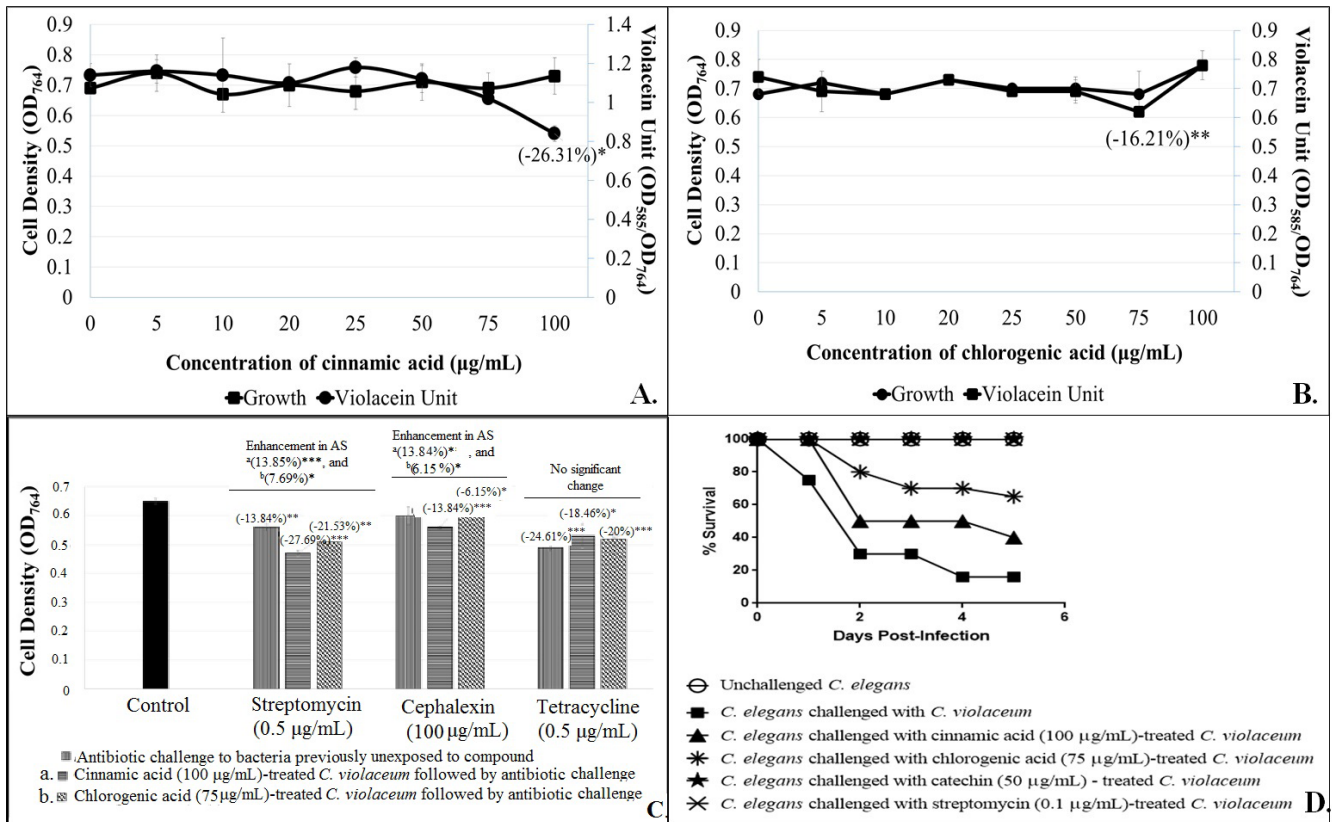 0.9
0.8
0.7
0.6
0.5
0.4
0.3
0.2
0.1
0
Cell Density (OD764)
1.4
1.2
1
0.8
0.6
0.4
0.2
0
Violacein Unit (OD585/OD764)
(-26.31%)*
0 5 10 20 25 50 75 100
Concentration of cinnamic acid (µg/mL)
Growth Violacein Unit
A.
0.9
0.8
0.7
0.6
0.5
0.4
0.3
0.2
0.1
0
Cell Density (OD764)
0.9
0.8
0.7
0.6
0.5
0.4
0.3
0.2
0.1
0
Violacein Unit (OD585/OD764)
(-16.21%)**
0 5 10 20 25 50 75 100
Concentration of chlorogenic acid (µg/mL)
Growth Violacein Unit
B.
Enhancement in AS
a(13.85%)***, and
b(7.69%)*
Enhancement in AS
a(13.84%)* , and
b(6.15 %)*
No significant
change
0.7
0.6
0.5
0.4
0.3
0.2
0.1
0
Cell Density (OD764)
(-13.84%)**
(-27.69%)***
(-21.53%)**
(-13.84%)***
(-6.15%)*
(-24.61%)***
(-18.46%)*
(-20%)***
Control
Streptomycin
(0.5 µg/mL)
Cephalexin
(100 µg/mL)
Tetracycline
(0.5 µg/mL)
Antibiotic challenge to bacteria previously unexposed to compound
a. Cinnamic acid (100 µg/mL)-treated C. violaceum followed by antibiotic challenge
b. Chlorogenic acid (75µg/mL)-treated C. violaceum followed by antibiotic challenge
C.
100
80
60
40
20
0
% Survival
0 2 4 6
Days Post-Infection
Unchallenged C. elegans
C. elegans challenged with C. violaceum
C. elegans challenged with cinnamic acid (100 µg/mL)-treated C. violaceum
C. elegans challenged with chlorogenic acid (75 µg/mL)-treated C. violaceum
C. elegans challenged with catechin (50 µg/mL) - treated C. violaceum
C. elegans challenged with streptomycin (0.1 µg/mL)-treated C. violaceum
D.